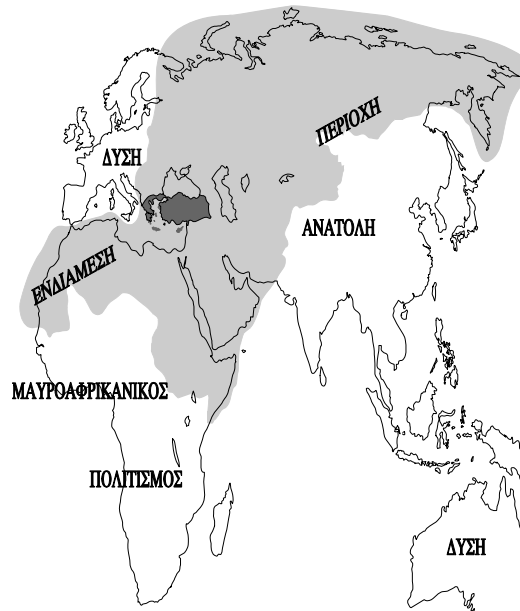 ΠΕΡΙΟΧΗ
ΔΥΣΗ
ΑΝΑΤΟΛΗ
ΕΝΔΙΑΜΕΣΗ
ΜΑΥΡΟΑΦΡΙΚΑΝΙΚΟΣ
ΠΟΛΙΤΙΣΜΟΣ
ΔΥΣΗ